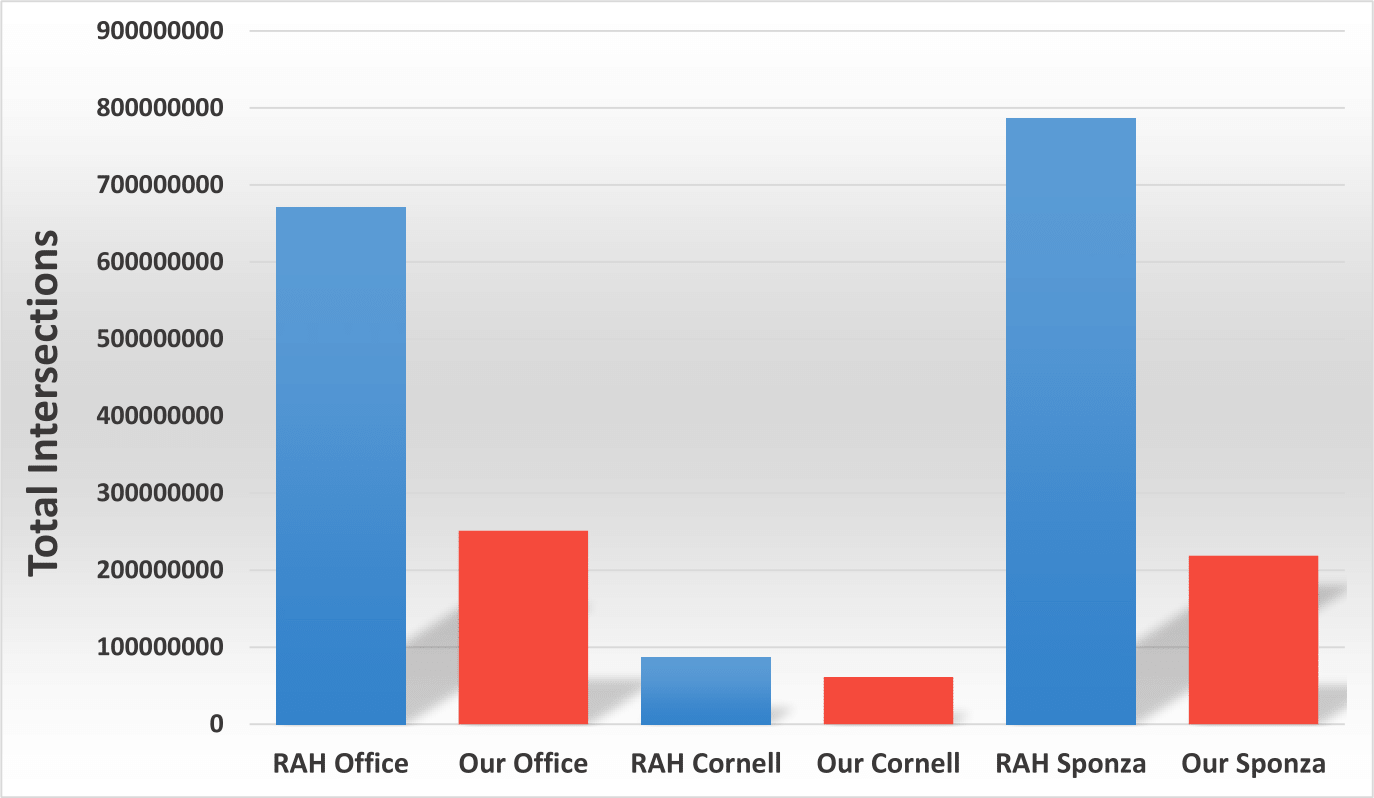 Total Intersections
900000000
800000000
700000000
600000000
500000000
400000000
300000000
200000000
100000000
0
RAH Office
Our Office
RAH Cornell
Our Cornell
RAH Sponza
Our Sponza